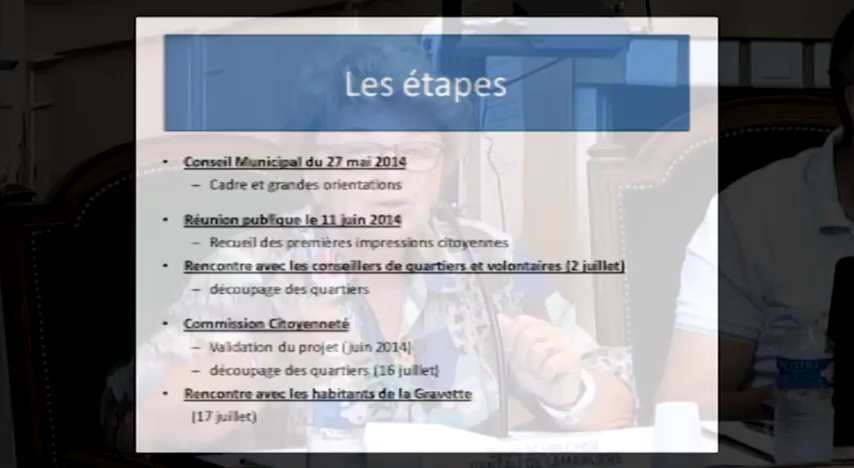 Les étapes
• Conseil Municipal du 27 mai 2014
– Cadre et grandes orientations
• Réunion publique le 11 juin 2014
– Recueil des premières impressions citoyennes
• Rencontre avec les conseillers de quartiers et volontaires (2 juillet)
– découpage des quartiers
• Commission Citoyenneté
– Validation du projet (juin 2014)
– découpage des quartiers (16 juillet)
• Rencontre avec les habitants de la Gravette
(17 juillet)